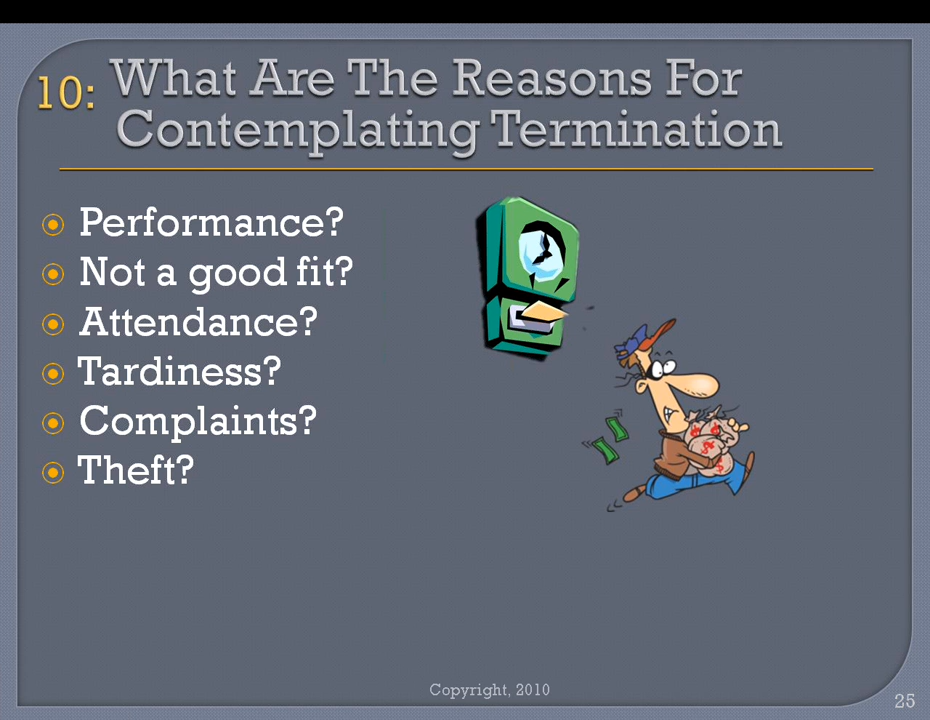 10: What Are The Reasons For
Contemplating Termination
Performance?
Not a good fit?
Attendance?
Tardiness?
Complaints?
Theft?
$ $
$
$
Copyright, 2010
25